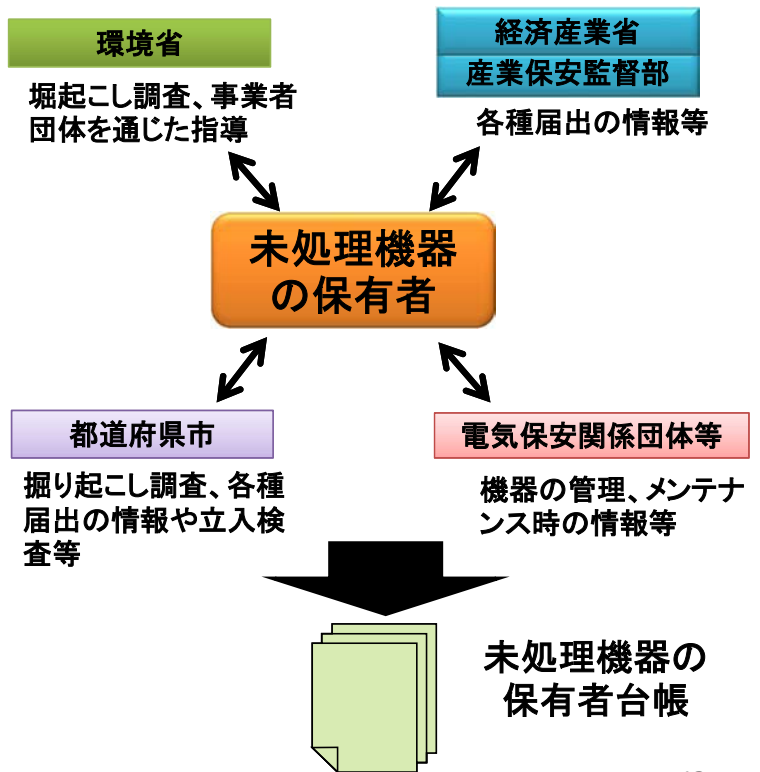 環境省
堀起こし調査、事業者
団体を通じた指導
経済産業省
産業保安監督部
各種届出の情報等
未処理機器
の保有者
都道府県市
掘り起こし調査、各種
届出の情報や立入検
査等
電気保安関係団体等
機器の管理、メンテナ
ンス時の情報等
未処理機器の
保有者台帳